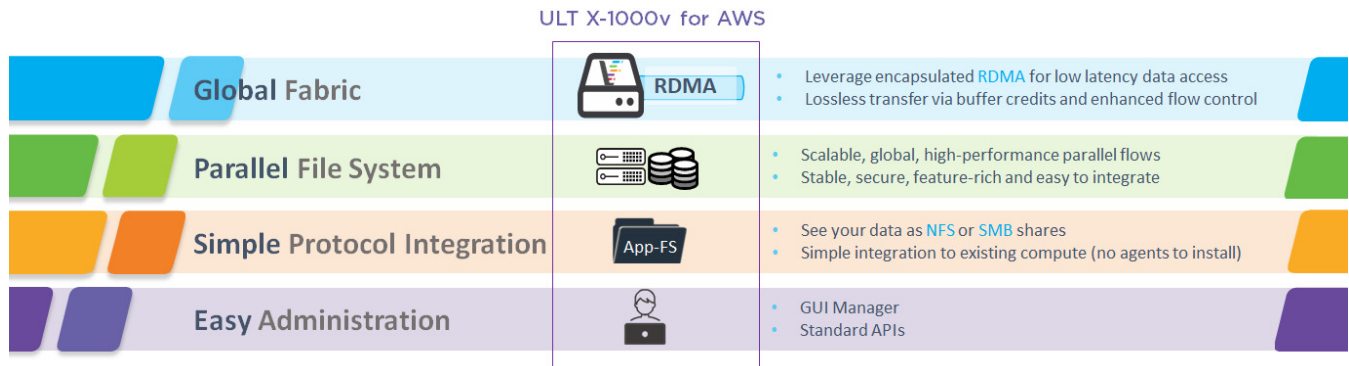 ULT X-1000v for AWS
Global Fabric
RDMA
• Leverage encapsulated RDMA for low latency data access
• Lossless transfer via buffer credits and enhanced flow control
Parallel File System
• Scalable, global, high-performance parallel flows
• Stable, secure, feature-rich and easy to integrate
Simple Protocol Integration
App-FS
• See your data as NFS or SMB shares
• Simple integration to existing compute (no agents to install)
Easy Administration
• GUI Manager
• Standard APIs